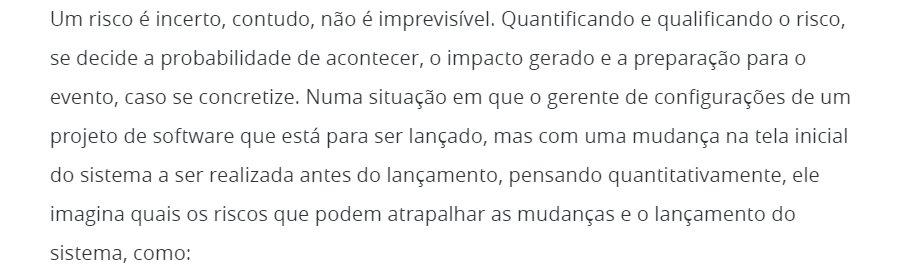 Um risco é incerto, contudo, não é imprevisível. Quantificando e qualificando o risco,
se decide a probabilidade de acontecer, o impacto gerado e a preparação para o
evento, caso se concretize. Numa situação em que o gerente de configurações de um
projeto de software que está para ser lançado, mas com uma mudança na tela inicial
do sistema a ser realizada antes do lançamento, pensando quantitativamente, ele
imagina quais os riscos que podem atrapalhar as mudanças e o lançamento do
sistema, como: